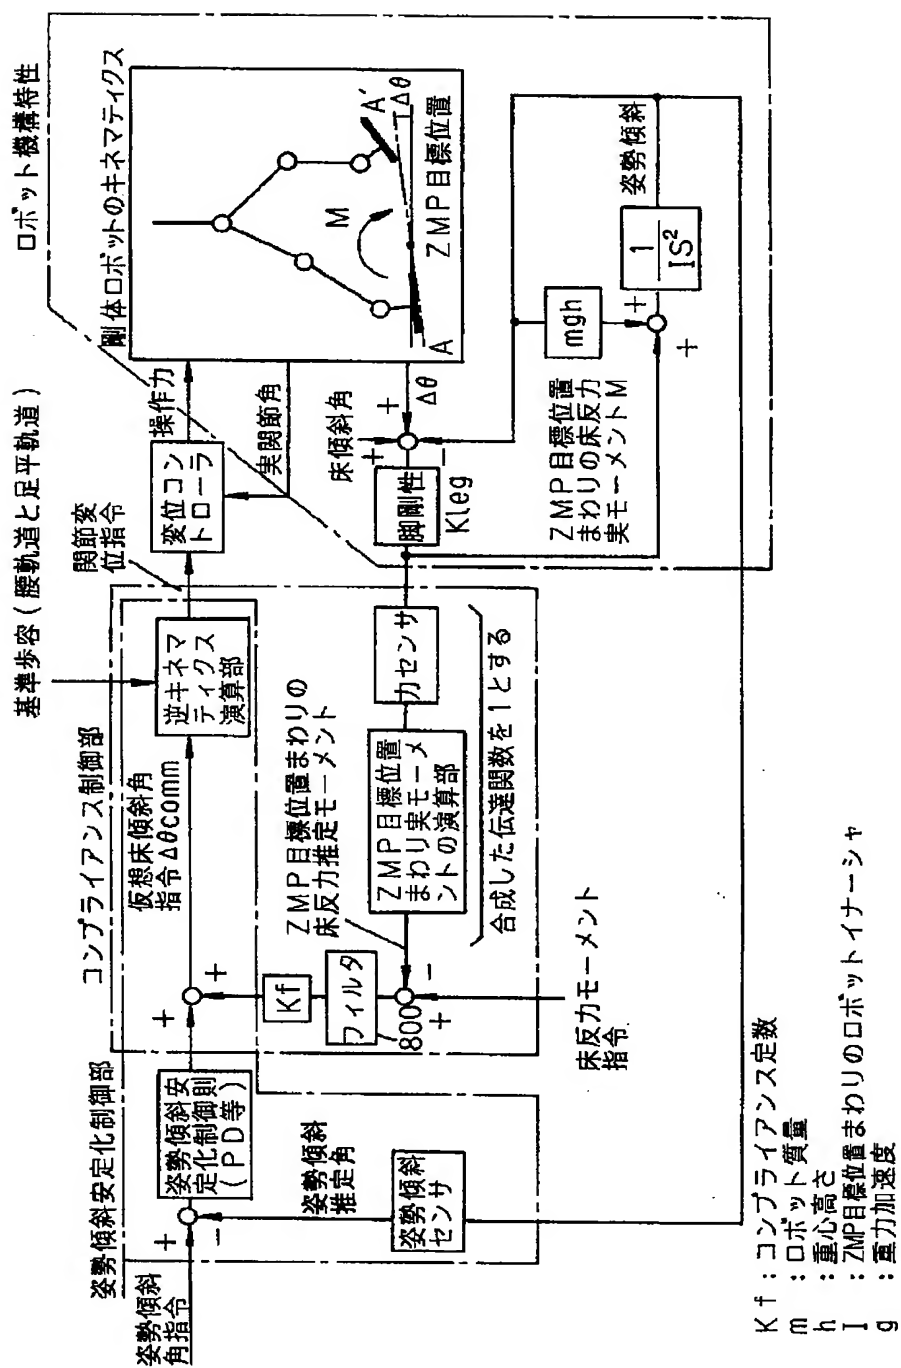 ロボット機構特性
剛体ロボットのキネマティクス
M
A
A′
Δθ
ZMP目標位置
基準歩容(腰軌道と足平軌道)
関節変
位指令
変位コン
トローラ
操作力
実関節角
床傾斜角
+
+
−
Δθ
脚剛性
Kleg
姿勢傾斜
mgh
1
IS²
+
+
ZMP目標位置
まわりの床反力
実モーメントM
コンプライアンス制御部
仮想床傾斜角
指令Δθcomm
逆キネマ
ティクス
演算部
+
+
Kf
フィルタ
800
ZMP目標位置まわりの
床反力推定モーメント
ZMP目標位置
まわり実モーメ
ントの演算部
力センサ
合成した伝達関数を1とする
−
+
床反力モーメント
指令
姿勢傾斜安定化制御部
姿勢傾斜
角指令
+
−
姿勢傾斜安
定化制御則
(PD等)
姿勢傾斜
推定角
姿勢傾斜
センサ
Kf:コンプライアンス定数
m :ロボット質量
h :重心高さ
I :ZMP目標位置まわりのロボットイナーシャ
g :重力加速度